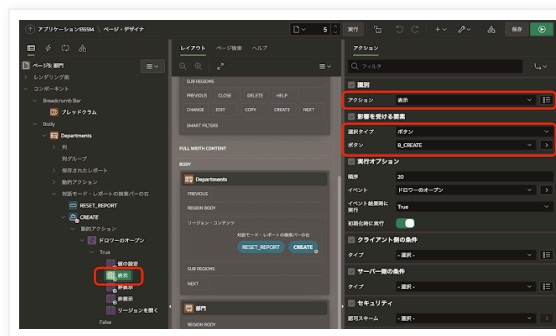 アプリケーション135594 \ ページ・デザイナ
5
実行
保存
ページ5: 部門
レンダリング前
コンポーネント
Breadcrumb Bar
ブレッドクラム
Body
Departments
列
列グループ
保存されたレポート
動的アクション
対話モード・レポートの検索バーの右
RESET_REPORT
CREATE
動的アクション
ドロワーのオープン
True
値の設定
表示
非表示
非表示
リージョンを開く
False
レイアウト ページ検索 ヘルプ
SUB REGIONS
PREVIOUS CLOSE DELETE HELP
CHANGE EDIT COPY CREATE NEXT
SMART FILTERS
FULL WIDTH CONTENT
BODY
Departments
PREVIOUS
REGION BODY
リージョン・コンテンツ
対話モード・レポートの検索バーの右
RESET_REPORT CREATE
SUB REGIONS
NEXT
部門
REGION BODY
アクション
フィルタ
識別
アクション 表示
影響を受ける要素
選択タイプ ボタン
ボタン B_CREATE
実行オプション
順序 20
イベント ドロワーのオープン
イベント結果時に実行 True
初期化時に実行
クライアント側の条件
タイプ - 選択 -
サーバー側の条件
タイプ - 選択 -
セキュリティ
認可スキーム - 選択 -